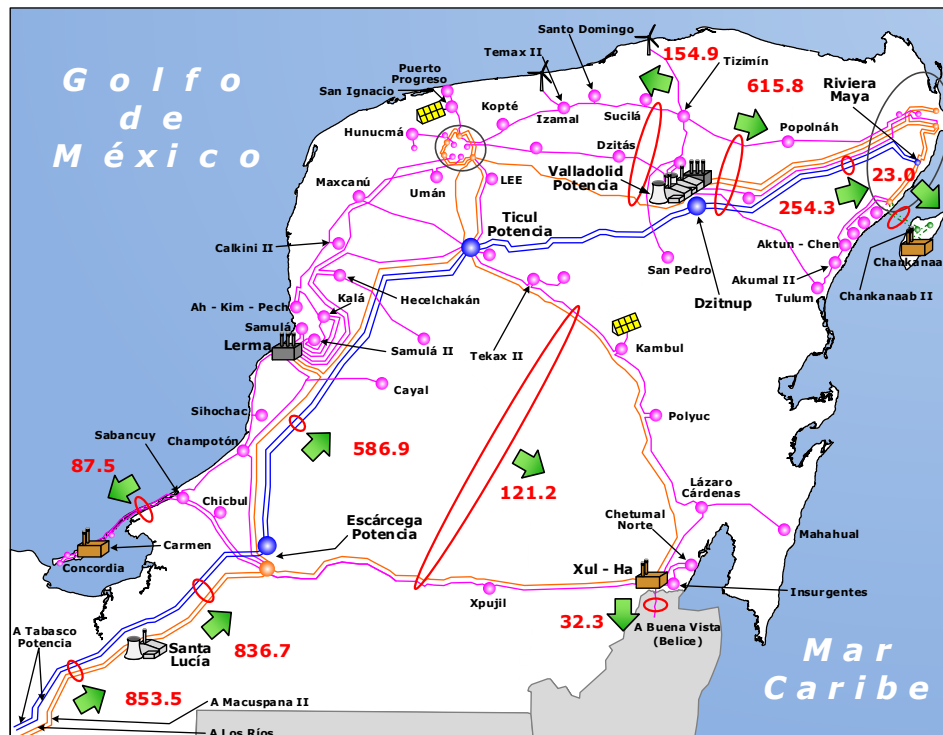 Golfo
de
México
Santo Domingo
Temax II
154.9
Tizimín
615.8
Riviera
Maya
Puerto
Progreso
San Ignacio
Kopté
Izamal
Sucilá
Popolnáh
Hunucmá
Dzitás
Valladolid
Potencia
LEE
Umán
23.0
254.3
Maxcanú
Ticul
Potencia
Calkini II
San Pedro
Aktun - Chen
Chankanaab
Akumal II
Tulum
Chankanaab II
Dzitnup
Hecelchakán
Kalá
Ah - Kim - Pech
Samulá
Lerma
Samulá II
Tekax II
Kambul
Cayal
Sihochac
Polyuc
Champotón
586.9
Sabancuy
87.5
121.2
Chicbul
Lázaro
Cárdenas
Chetumal
Norte
Escárcega
Potencia
Mahahual
Carmen
Concordia
Xul - Ha
Xpujil
Insurgentes
32.3
A Buena Vista
(Belice)
A Tabasco
Potencia
Santa
Lucía
836.7
Mar
Caribe
853.5
A Macuspana II
A Los Ríos